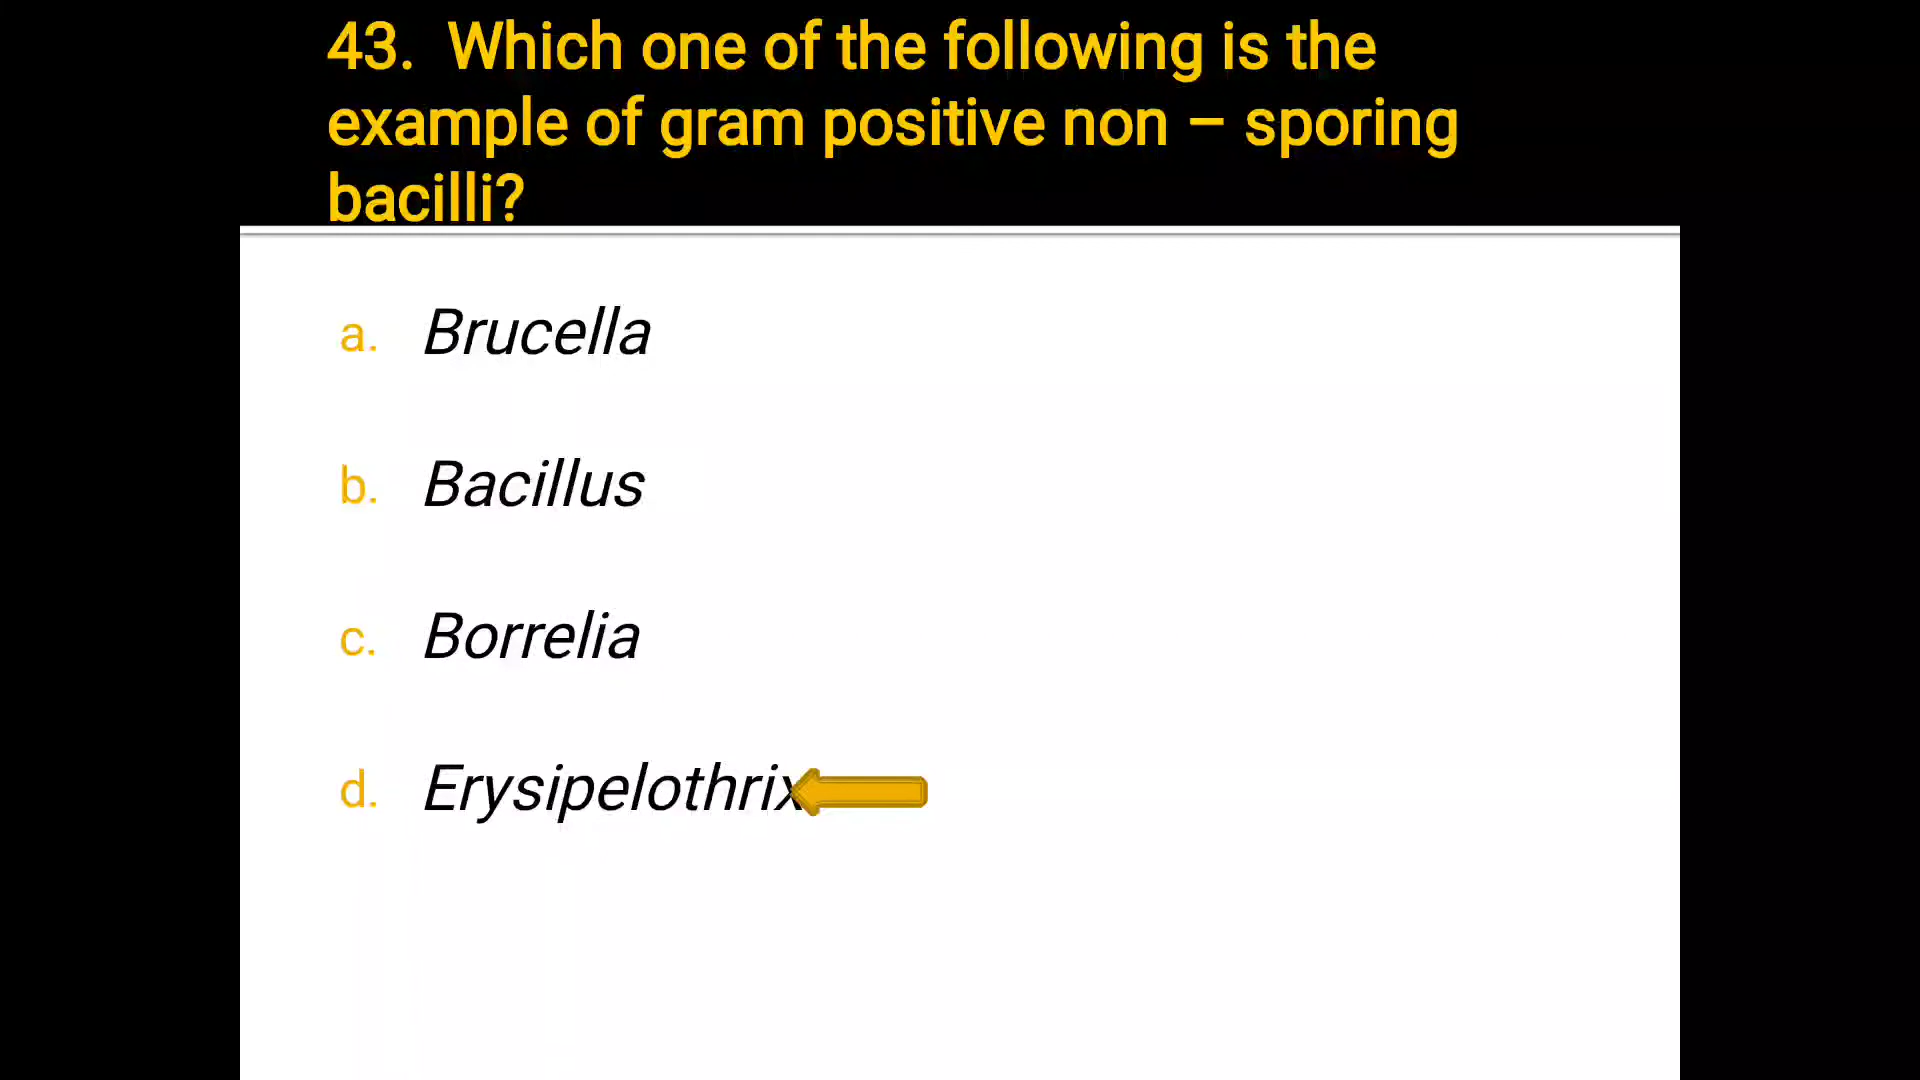 43. Which one of the following is the
example of gram positive non – sporing
bacilli?
a. Brucella
b. Bacillus
c. Borrelia
d. Erysipelothrix